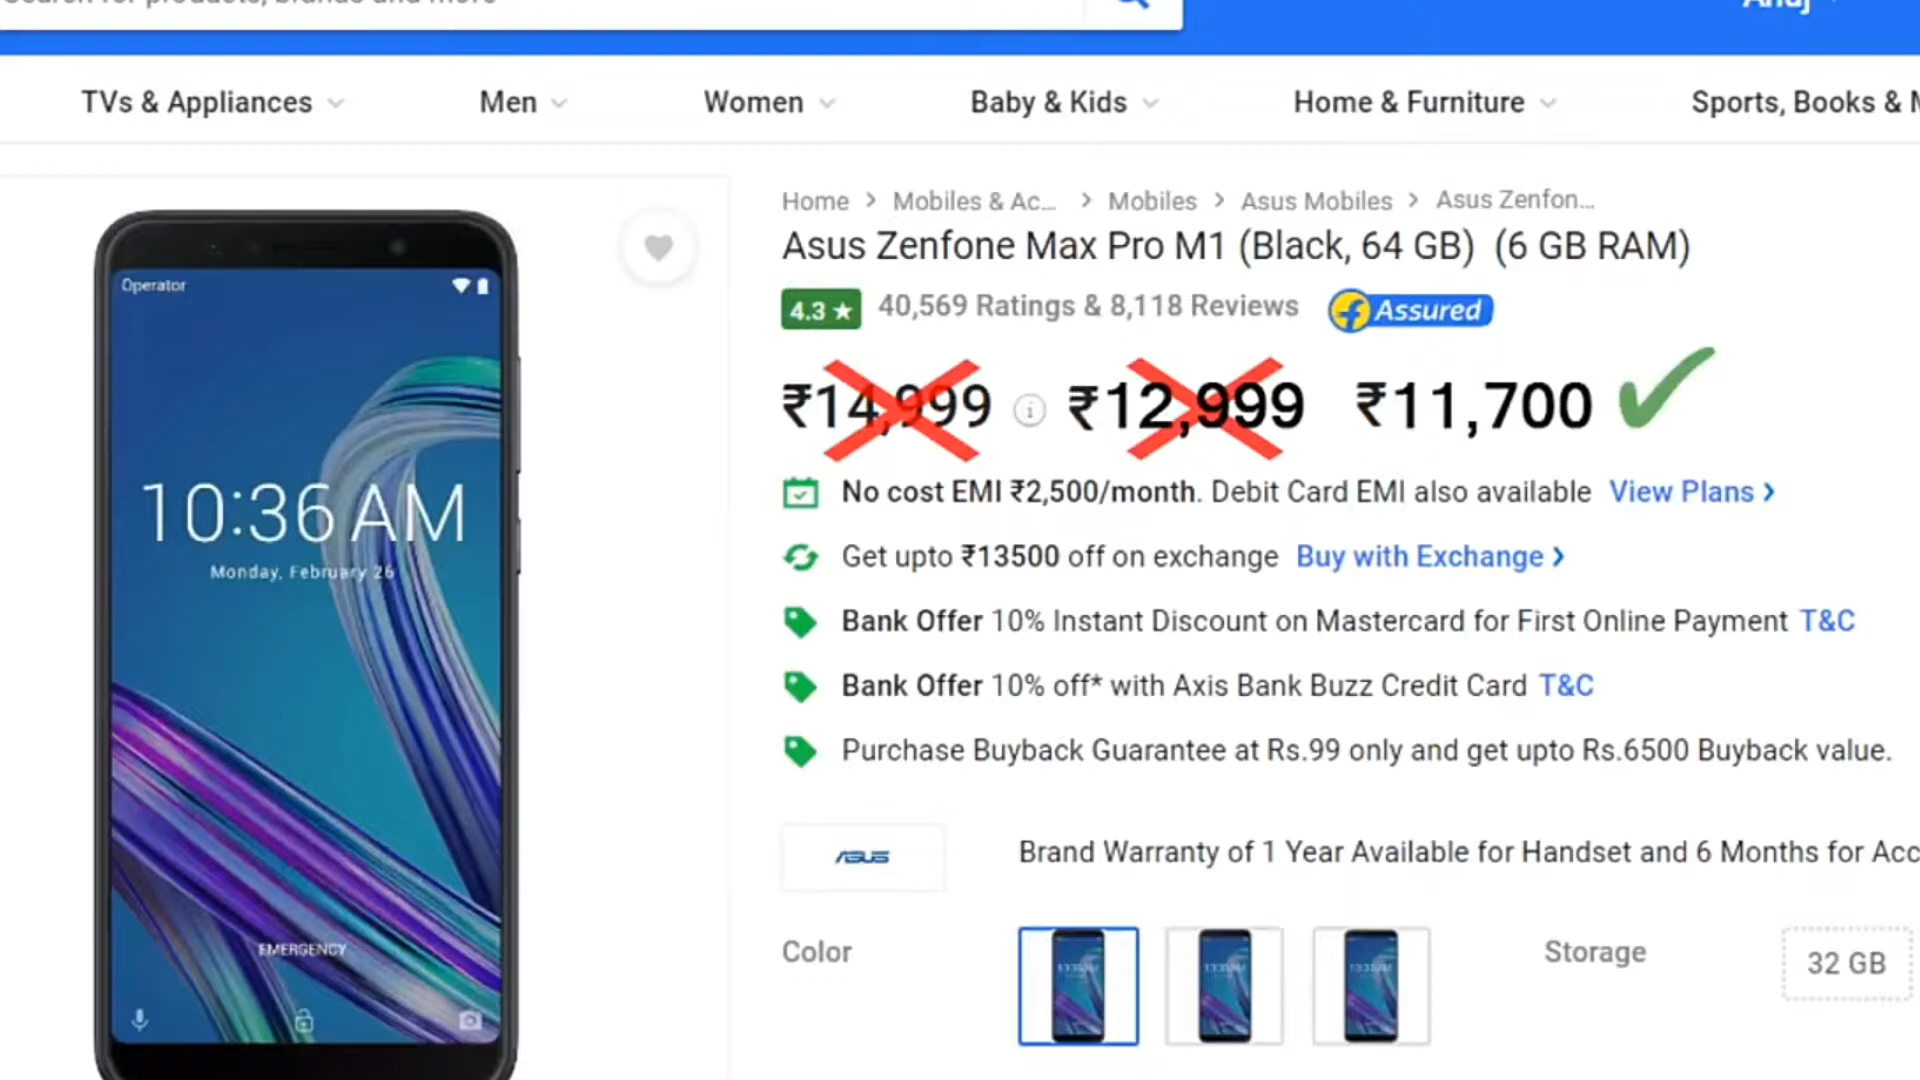 TVs & Appliances
Men
Women
Baby & Kids
Home & Furniture
Sports, Books &
Home > Mobiles & Ac... > Mobiles > Asus Mobiles > Asus Zenfon...
Asus Zenfone Max Pro M1 (Black, 64 GB) (6 GB RAM)
4.3 ★ 40,569 Ratings & 8,118 Reviews Assured
₹14,999 ₹12,999 ₹11,700
No cost EMI ₹2,500/month. Debit Card EMI also available View Plans >
Get upto ₹13500 off on exchange Buy with Exchange >
Bank Offer 10% Instant Discount on Mastercard for First Online Payment T&C
Bank Offer 10% off* with Axis Bank Buzz Credit Card T&C
Purchase Buyback Guarantee at Rs.99 only and get upto Rs.6500 Buyback value.
ASUS
Brand Warranty of 1 Year Available for Handset and 6 Months for Acc
Color
Storage
32 GB
Operator
10:36 AM
Monday, February 26
EMERGENCY